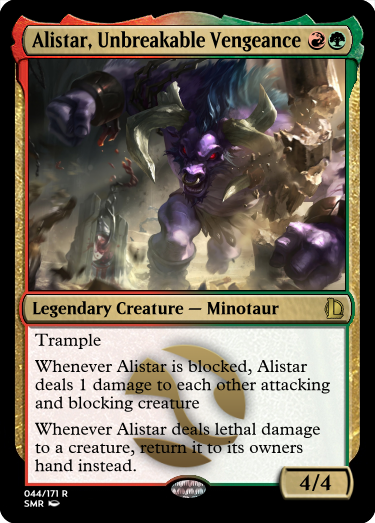 Alistar, Unbreakable Vengeance
Legendary Creature — Minotaur
Trample
Whenever Alistar is blocked, Alistar
deals 1 damage to each other attacking
and blocking creature
Whenever Alistar deals lethal damage
to a creature, return it to its owners
hand instead.
4/4
044/171 R
SMR